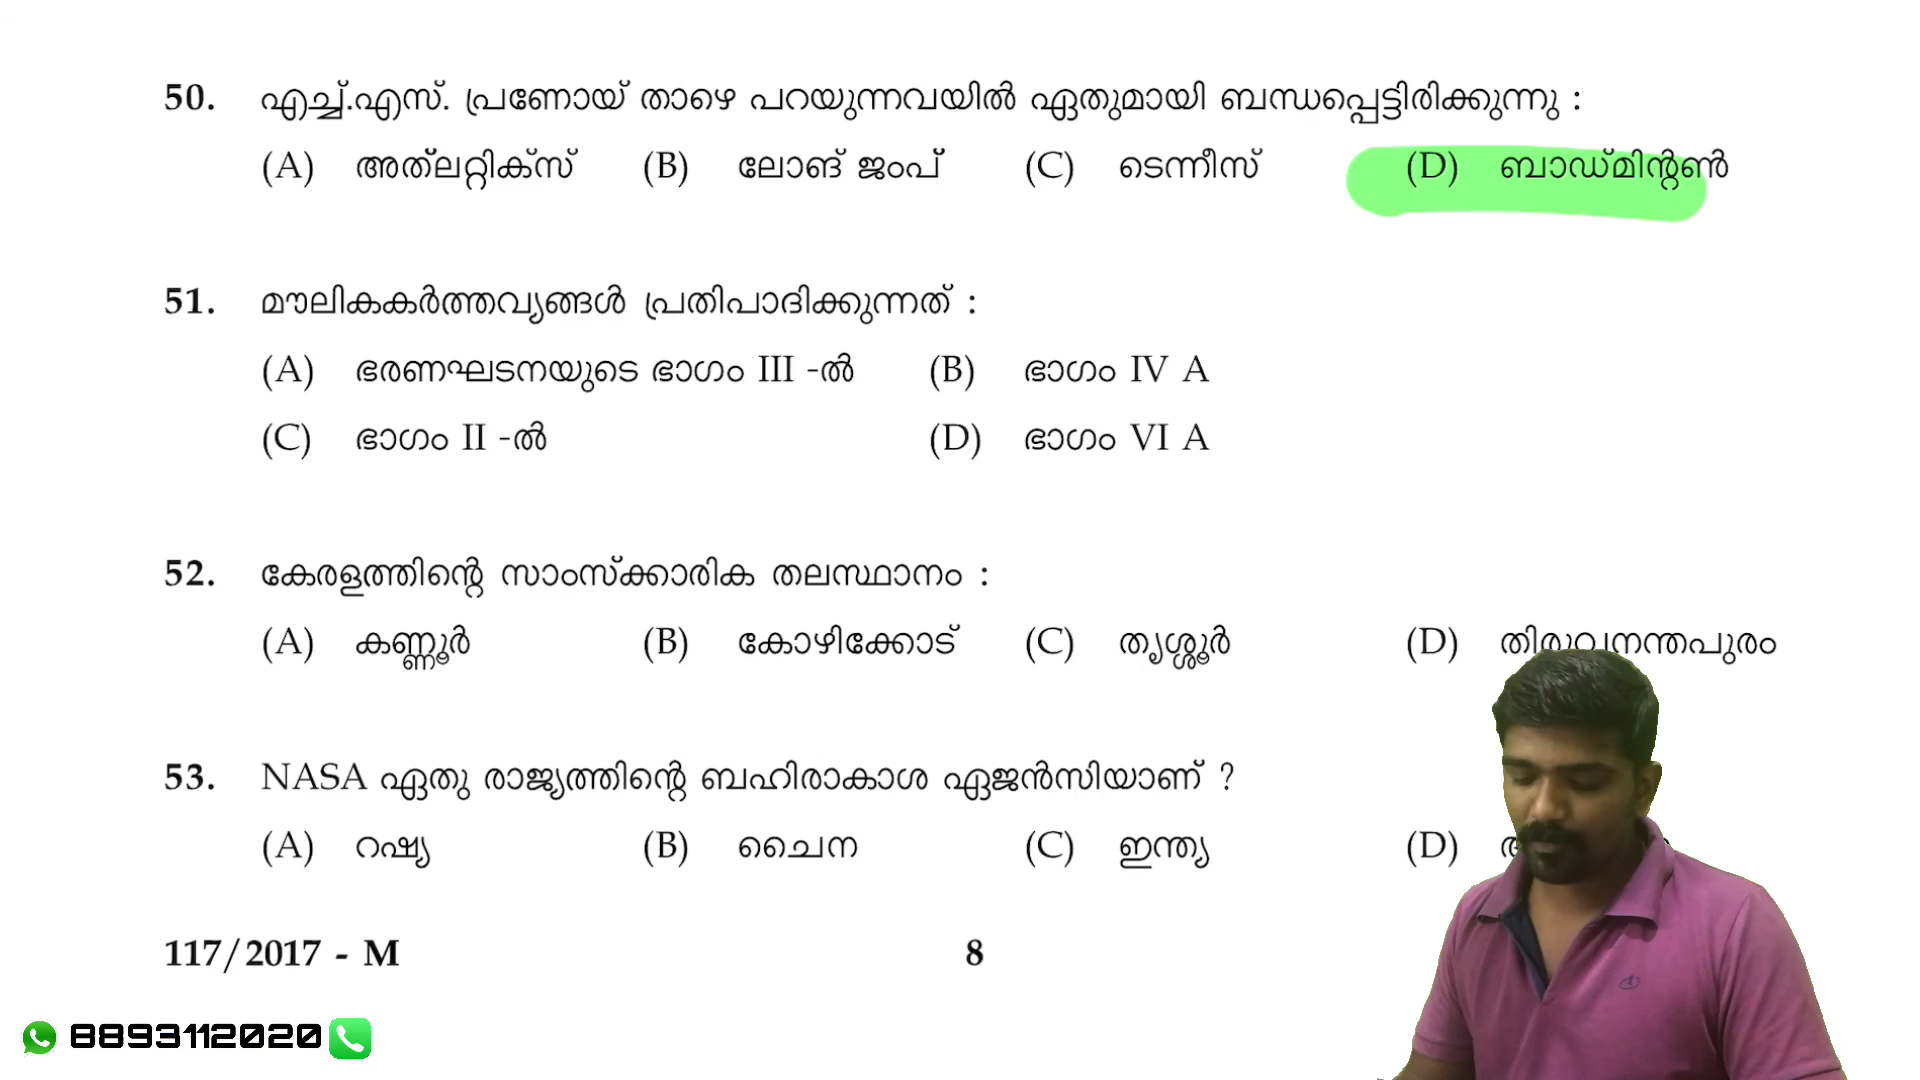 50. എച്ച്.എസ്. പ്രണോയ് താഴെ പറയുന്നവയിൽ ഏതുമായി ബന്ധപ്പെട്ടിരിക്കുന്നു :
(A) അത്‌ലറ്റിക്സ് (B) ലോങ് ജംപ് (C) ടെന്നീസ് (D) ബാഡ്മിന്റൺ
51. മൗലികകർത്തവ്യങ്ങൾ പ്രതിപാദിക്കുന്നത് :
(A) ഭരണഘടനയുടെ ഭാഗം III -ൽ (B) ഭാഗം IV A
(C) ഭാഗം II -ൽ (D) ഭാഗം VI A
52. കേരളത്തിന്റെ സാംസ്ക്കാരിക തലസ്ഥാനം :
(A) കണ്ണൂർ (B) കോഴിക്കോട് (C) തൃശ്ശൂർ (D) തിരുവനന്തപുരം
53. NASA ഏതു രാജ്യത്തിന്റെ ബഹിരാകാശ ഏജൻസിയാണ് ?
(A) റഷ്യ (B) ചൈന (C) ഇന്ത്യ (D)
117/2017 - M 8
8893112020